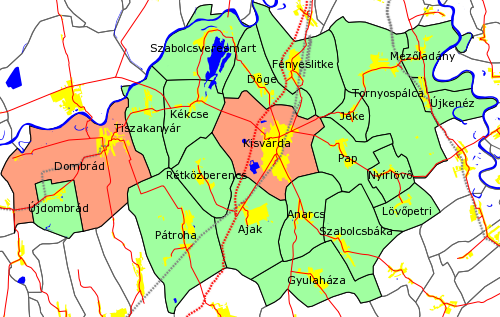 Szabolcsveresmart
Fényeslitke
Mezőladány
Döge
Tornyospálca
Újkenéz
Kékcse
Jéke
Tiszakanyár
Kisvárda
Pap
Dombrád
Rétközberencs
Nyírlövő
Újdombrád
Lövőpetri
Anarcs
Ajak
Szabolcsbáka
Pátroha
Gyulaháza